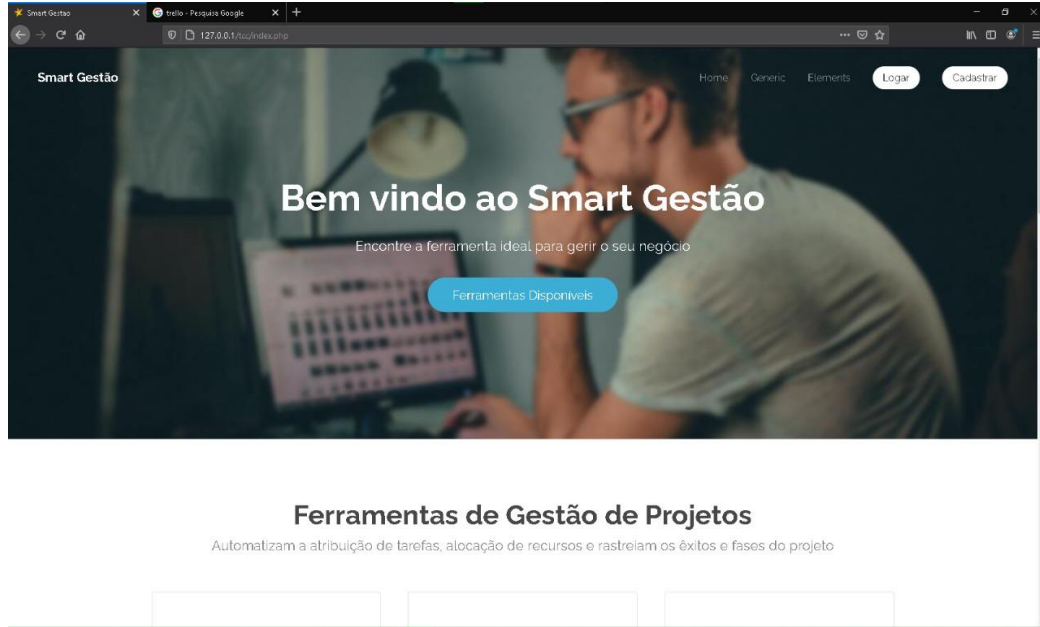 Smart Gestao
trello - Pesquisa Google
127.0.0.1/tcc/index.php
Smart Gestão
Home Generic Elements Logar Cadastrar
Bem vindo ao Smart Gestão
Encontre a ferramenta ideal para gerir o seu negócio
Ferramentas Disponíveis
Ferramentas de Gestão de Projetos
Automatizam a atribuição de tarefas, alocação de recursos e rastreiam os êxitos e fases do projeto